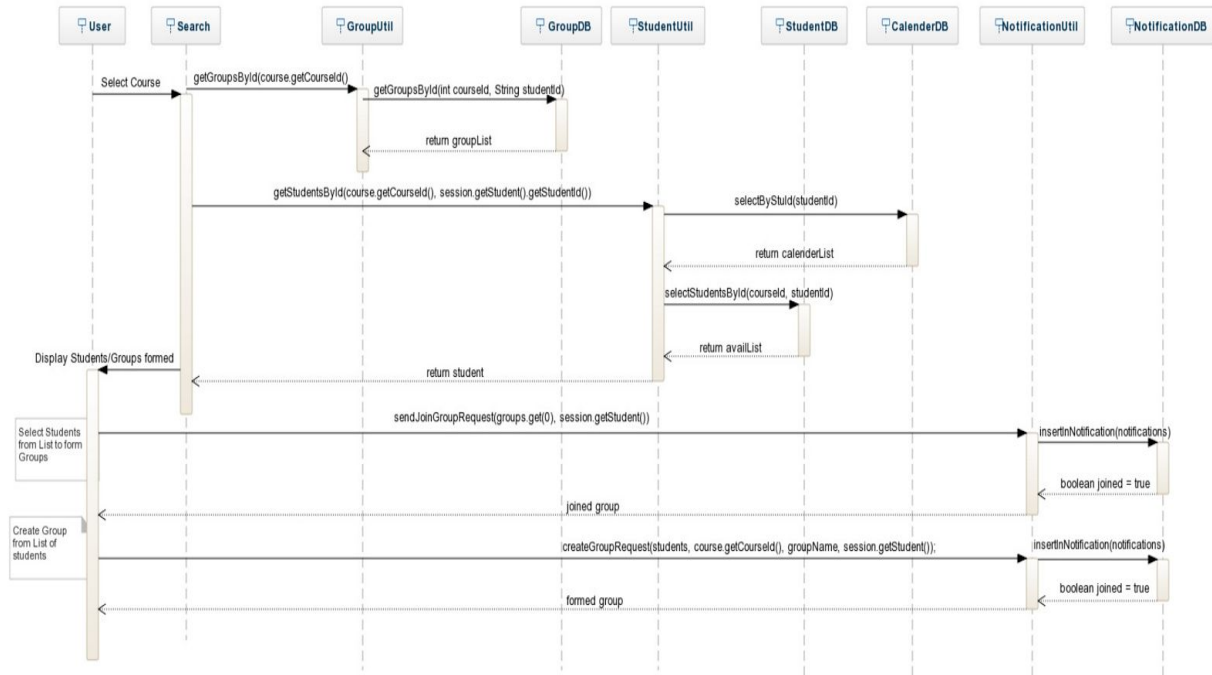 User
Search
GroupUtil
GroupDB
StudentUtil
StudentDB
CalenderDB
NotificationUtil
NotificationDB
Select Course
getGroupsById(course.getCourseId()
getGroupsById(int courseId, String studentId)
return groupList
getStudentsById(course.getCourseId(), session.getStudent().getStudentId())
selectByStuId(studentId)
return calenderList
selectStudentsById(courseId, studentId)
return availList
Display Students/Groups formed
return student
Select Students
from List to form
Groups
sendJoinGroupRequest(groups.get(0), session.getStudent())
insertInNotification(notifications)
boolean joined = true
joined group
Create Group
from List of
students
createGroupRequest(students, course.getCourseId(), groupName, session.getStudent());
insertInNotification(notifications)
boolean joined = true
formed group